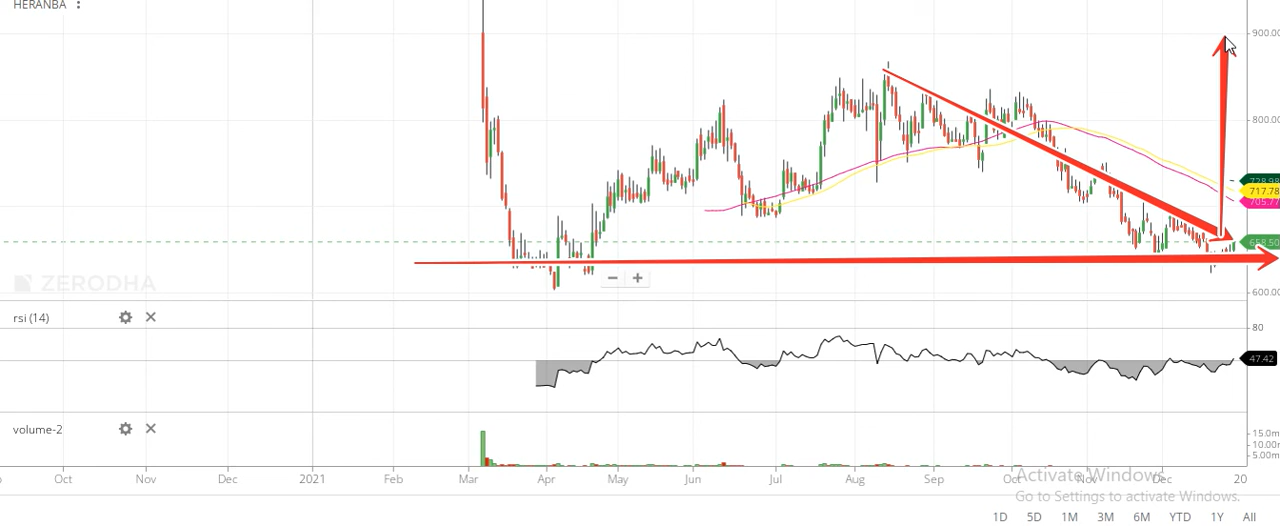 HERANBA
900.00
800.00
717.78
705.77
658.50
ZERODHA
600.00
rsi (14)
80
47.42
volume-2
15.0m
10.00m
5.00m
Oct Nov Dec 2021 Feb Mar Apr May Jun Jul Aug Sep Oct Nov Dec 20
Activate Windows
Go to Settings to activate Windows.
1D 5D 1M 3M 6M YTD 1Y All